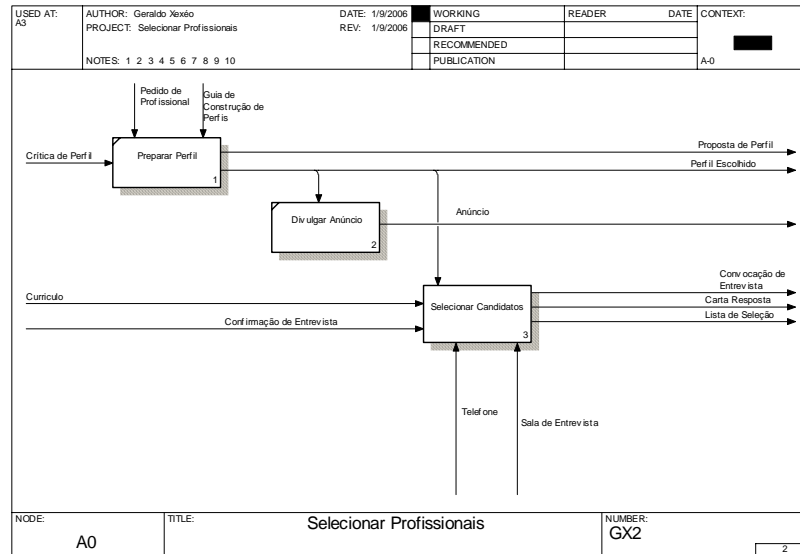 USED AT:
A3
AUTHOR: Geraldo Xexéo
DATE: 1/9/2006
PROJECT: Selecionar Profissionais
REV: 1/9/2006
NOTES: 1 2 3 4 5 6 7 8 9 10
WORKING
DRAFT
RECOMMENDED
PUBLICATION
READER
DATE
CONTEXT:
A-0
Pedido de
Profissional
Guia de
Construção de
Perfis
Crítica de Perfil
Preparar Perfil
1
Proposta de Perfil
Perfil Escolhido
Divulgar Anúncio
2
Anúncio
Curriculo
Confirmação de Entrevista
Selecionar Candidatos
3
Convocação de
Entrevista
Carta Resposta
Lista de Seleção
Telefone
Sala de Entrevista
NODE:
A0
TITLE:
Selecionar Profissionais
NUMBER:
GX2
2